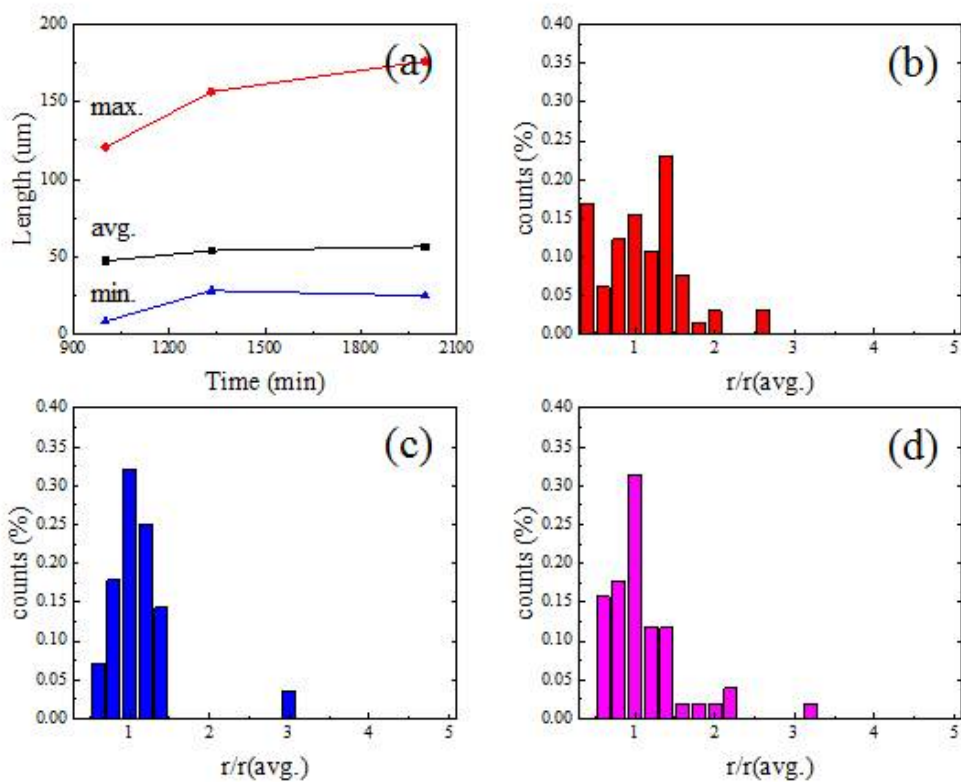 (a)
200
150
100
50
0
Length (um)
max.
avg.
min.
900 1200 1500 1800 2100
Time (min)
(b)
0.40
0.35
0.30
0.25
0.20
0.15
0.10
0.05
0.00
counts (%)
1 2 3 4 5
r/r(avg.)
(c)
0.40
0.35
0.30
0.25
0.20
0.15
0.10
0.05
0.00
counts (%)
1 2 3 4 5
r/r(avg.)
(d)
0.40
0.35
0.30
0.25
0.20
0.15
0.10
0.05
0.00
counts (%)
1 2 3 4 5
r/r(avg.)